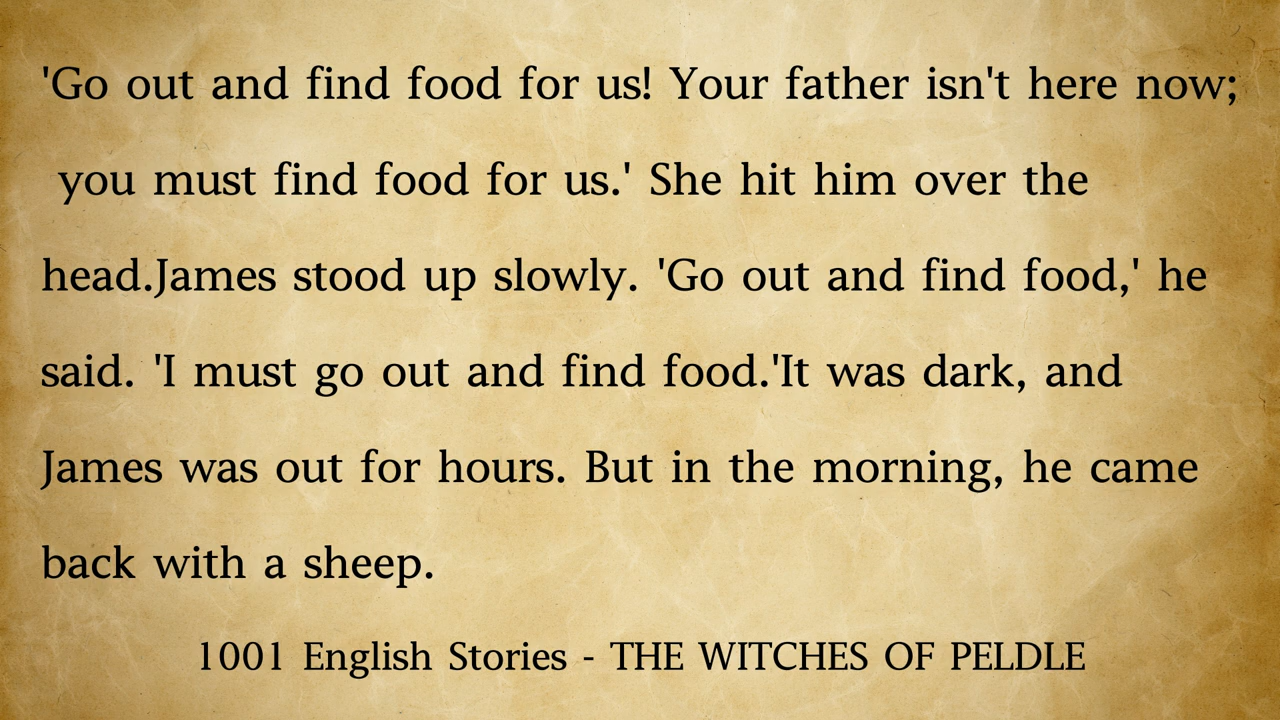 'Go out and find food for us! Your father isn't here now;
you must find food for us.' She hit him over the
head.James stood up slowly. 'Go out and find food,' he
said. 'I must go out and find food.'It was dark, and
James was out for hours. But in the morning, he came
back with a sheep.
1001 English Stories - THE WITCHES OF PELDLE